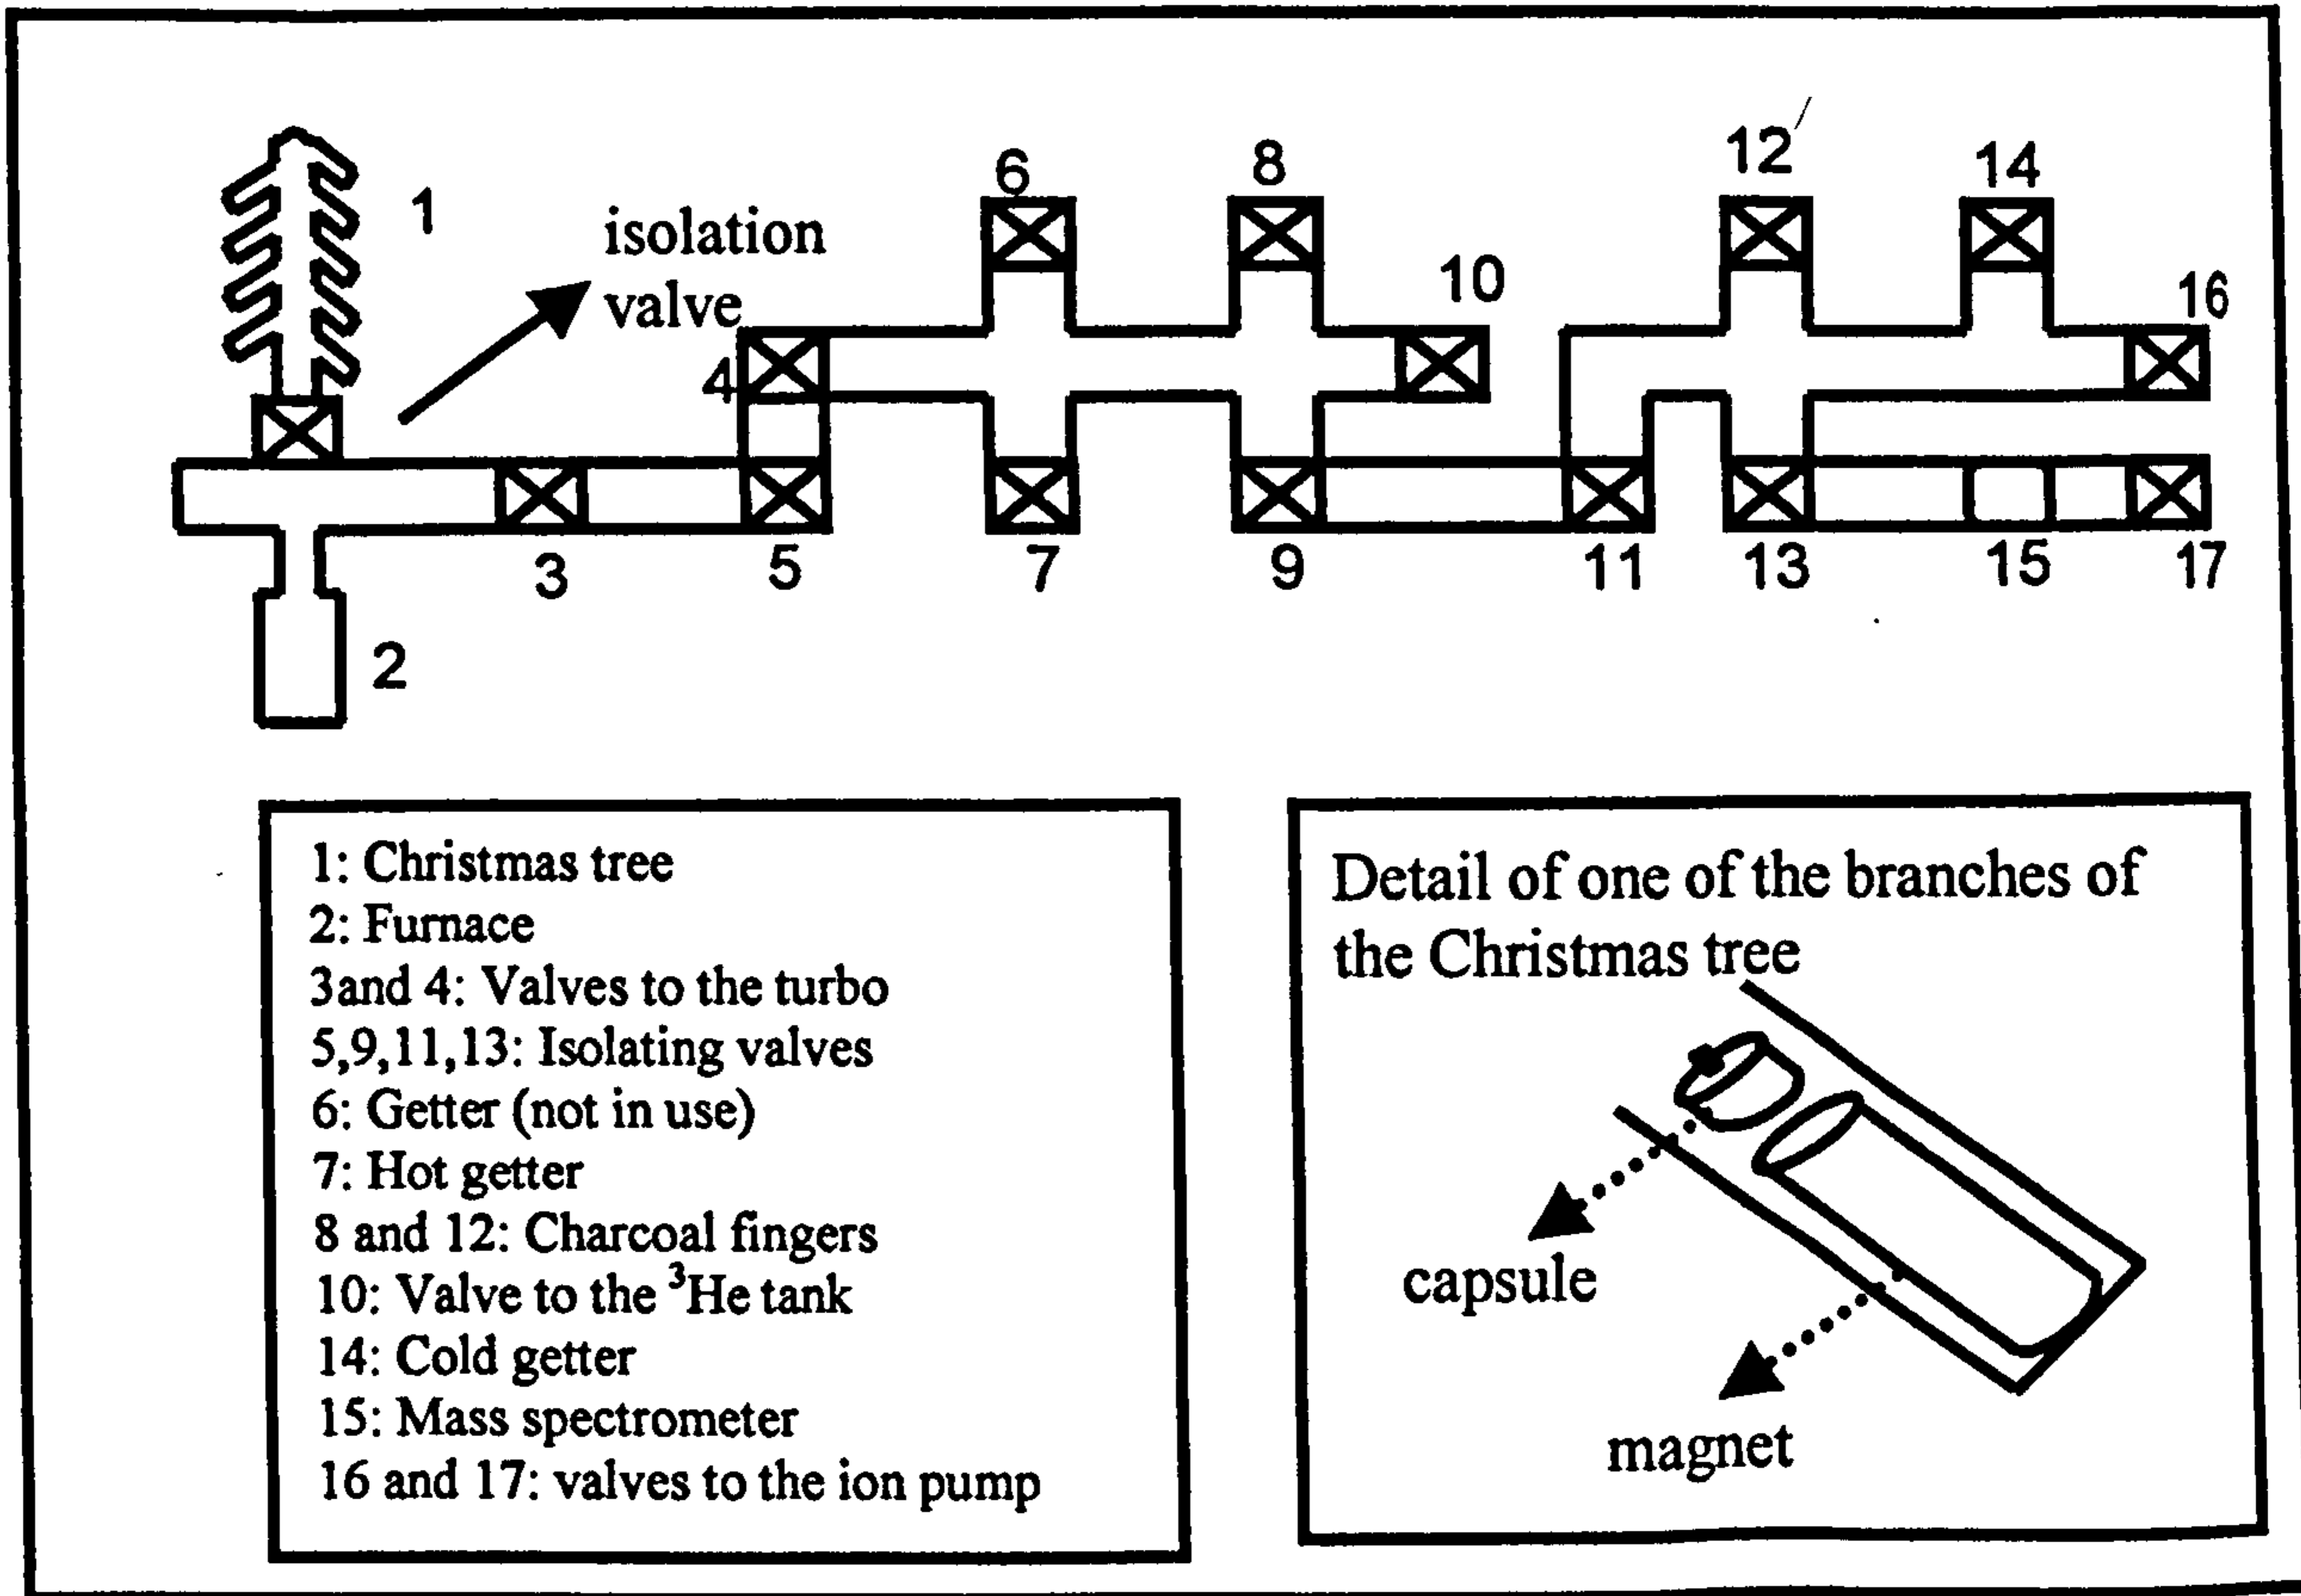 1
isolation
valve
6
8
10
12
14
16
4
2
3
5
7
9
11
13
15
17
1: Christmas tree
2: Furnace
3and 4: Valves to the turbo
5,9,11,13: Isolating valves
6: Getter (not in use)
7: Hot getter
8 and 12: Charcoal fingers
10: Valve to the ³He tank
14: Cold getter
15: Mass spectrometer
16 and 17: valves to the ion pump
Detail of one of the branches of
the Christmas tree
capsule
magnet